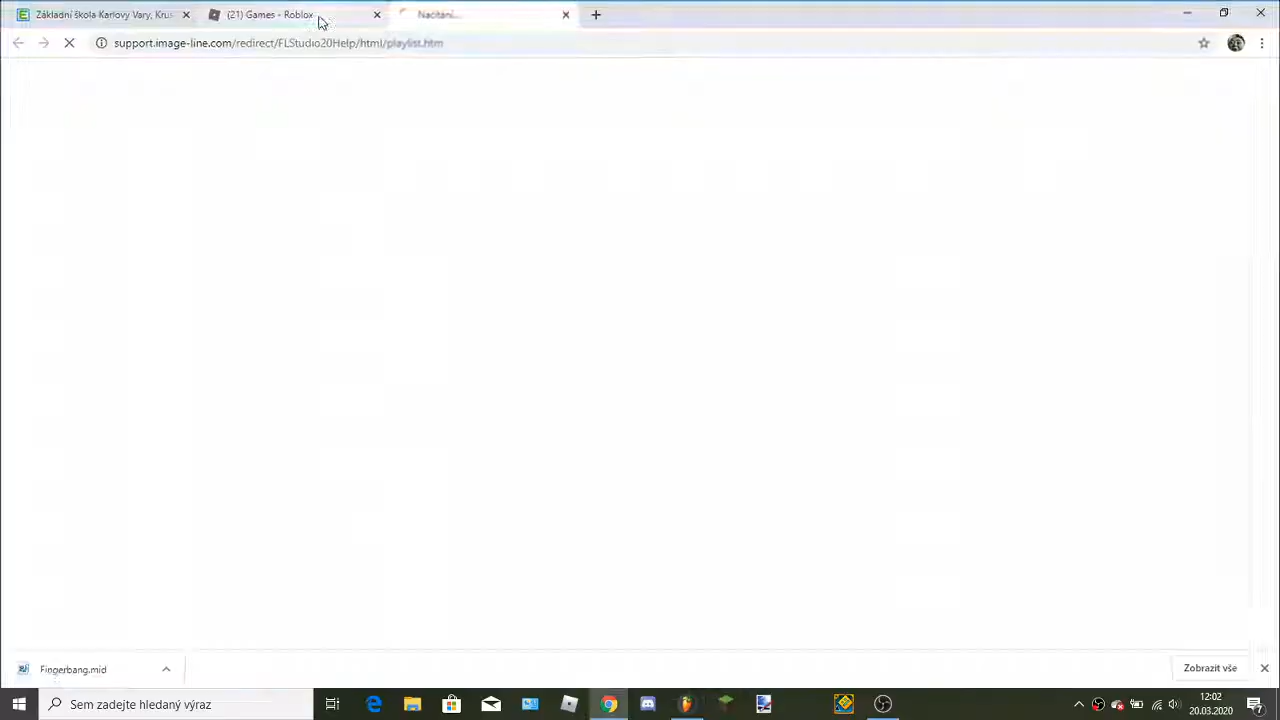 Základní škola Karlovy Vary, Krus
(21) Games - Roblox
Načítání...
support.image-line.com/redirect/FLStudio20Help/html/playlist.htm
Fingerbang.mid
Zobrazit vše
Sem zadejte hledaný výraz
12:02
20.03.2020